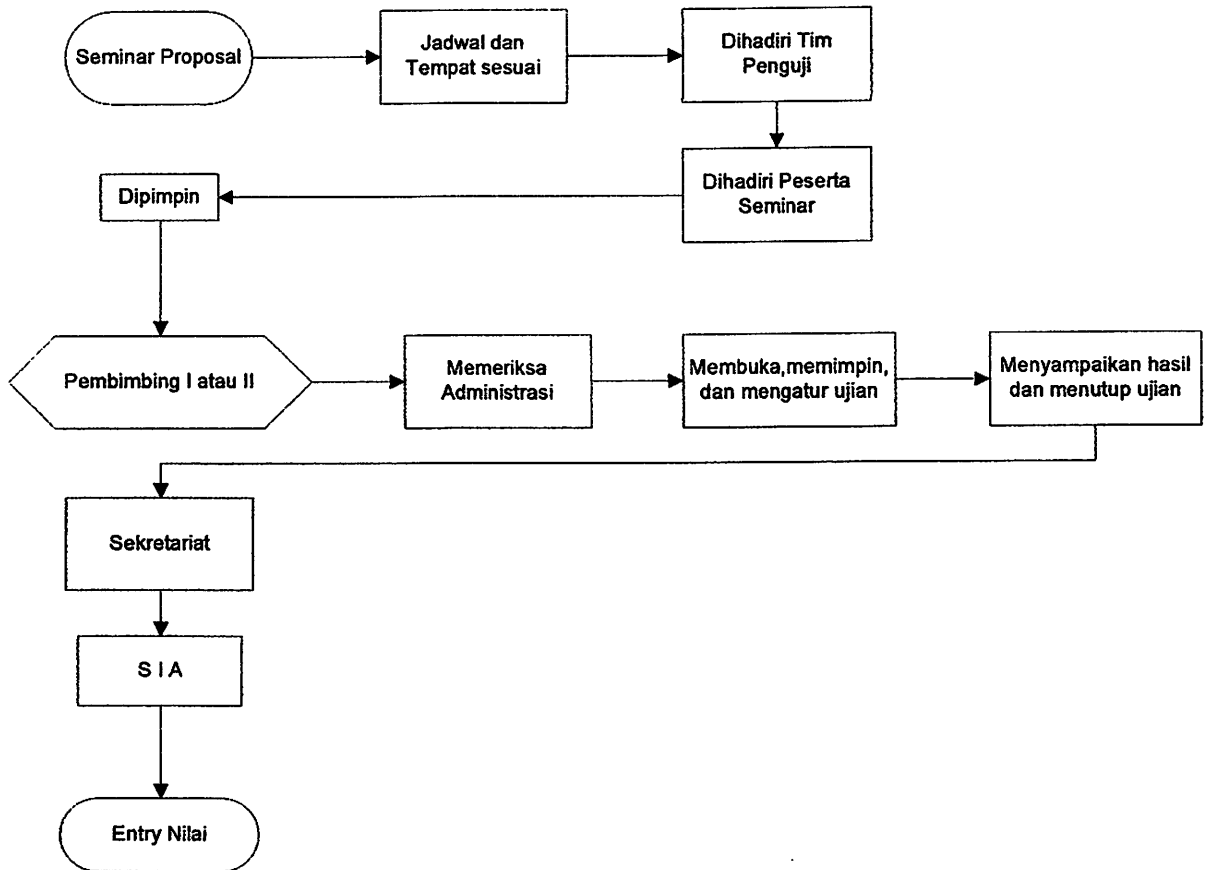 Seminar Proposal
Jadwal dan
Tempat sesuai
Dihadiri Tim
Penguji
Dihadiri Peserta
Seminar
Dipimpin
Pembimbing I atau II
Memeriksa
Administrasi
Membuka,memimpin,
dan mengatur ujian
Menyampaikan hasil
dan menutup ujian
Sekretariat
S I A
Entry Nilai